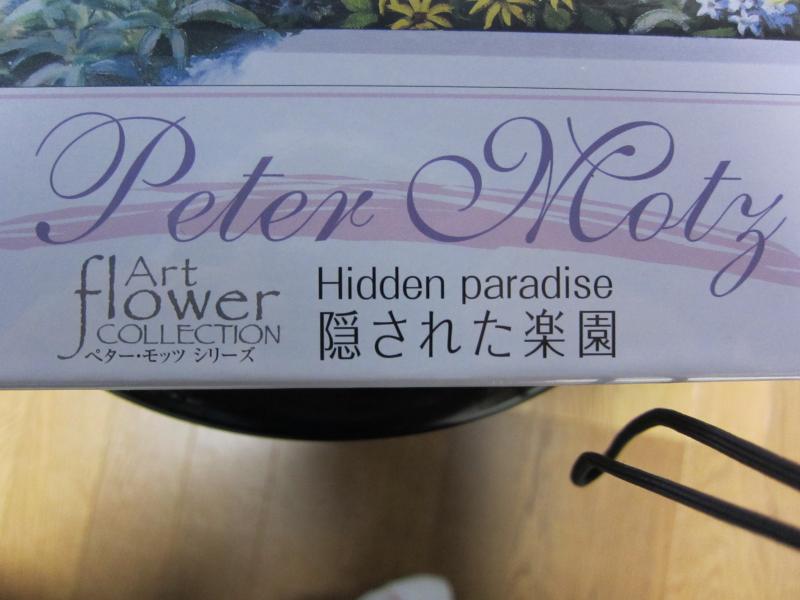 Peter Motz
Art
flower
COLLECTION
ペター・モッツ シリーズ
Hidden paradise
隠された楽園